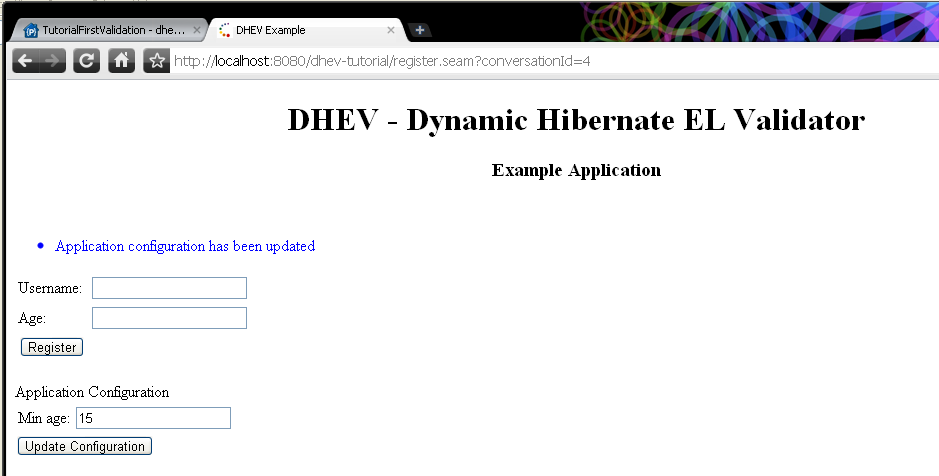 TutorialFirstValidation - dhe...
DHEV Example
http://localhost:8080/dhev-tutorial/register.seam?conversationId=4
DHEV - Dynamic Hibernate EL Validator
Example Application
Application configuration has been updated
Username:
Age:
Register
Application Configuration
Min age: 15
Update Configuration